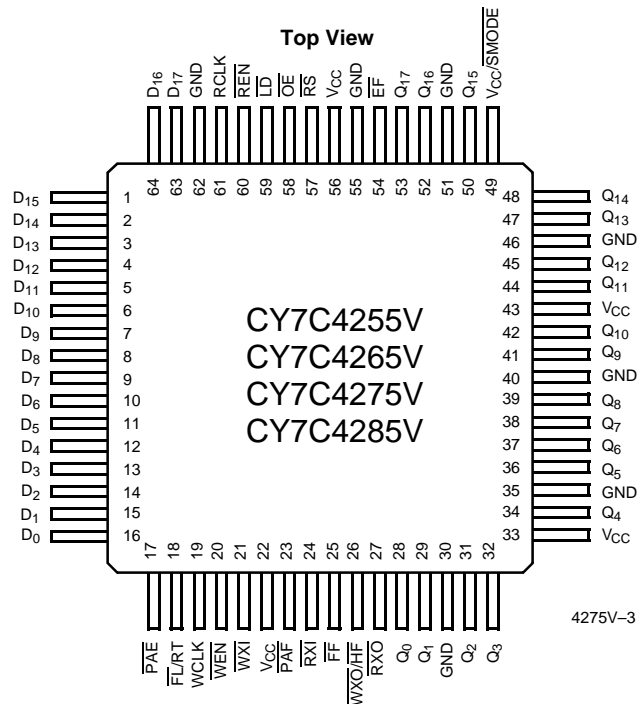 Top View
D16
D17
GND
RCLK
REN
LD
OE
RS
VCC
GND
EF
Q17
Q16
GND
Q15
VCC/SMODE
64
63
62
61
60
59
58
57
56
55
54
53
52
51
50
49
D15 1
D14 2
D13 3
D12 4
D11 5
D10 6
D9 7
D8 8
D7 9
D6 10
D5 11
D4 12
D3 13
D2 14
D1 15
D0 16
CY7C4255V
CY7C4265V
CY7C4275V
CY7C4285V
48 Q14
47 Q13
46 GND
45 Q12
44 Q11
43 VCC
42 Q10
41 Q9
40 GND
39 Q8
38 Q7
37 Q6
36 Q5
35 GND
34 Q4
33 VCC
17
18
19
20
21
22
23
24
25
26
27
28
29
30
31
32
PAE
FL/RT
WCLK
WEN
WXI
VCC
PAF
RXI
FF
WXO/HF
RXO
Q0
Q1
GND
Q2
Q3
4275V–3